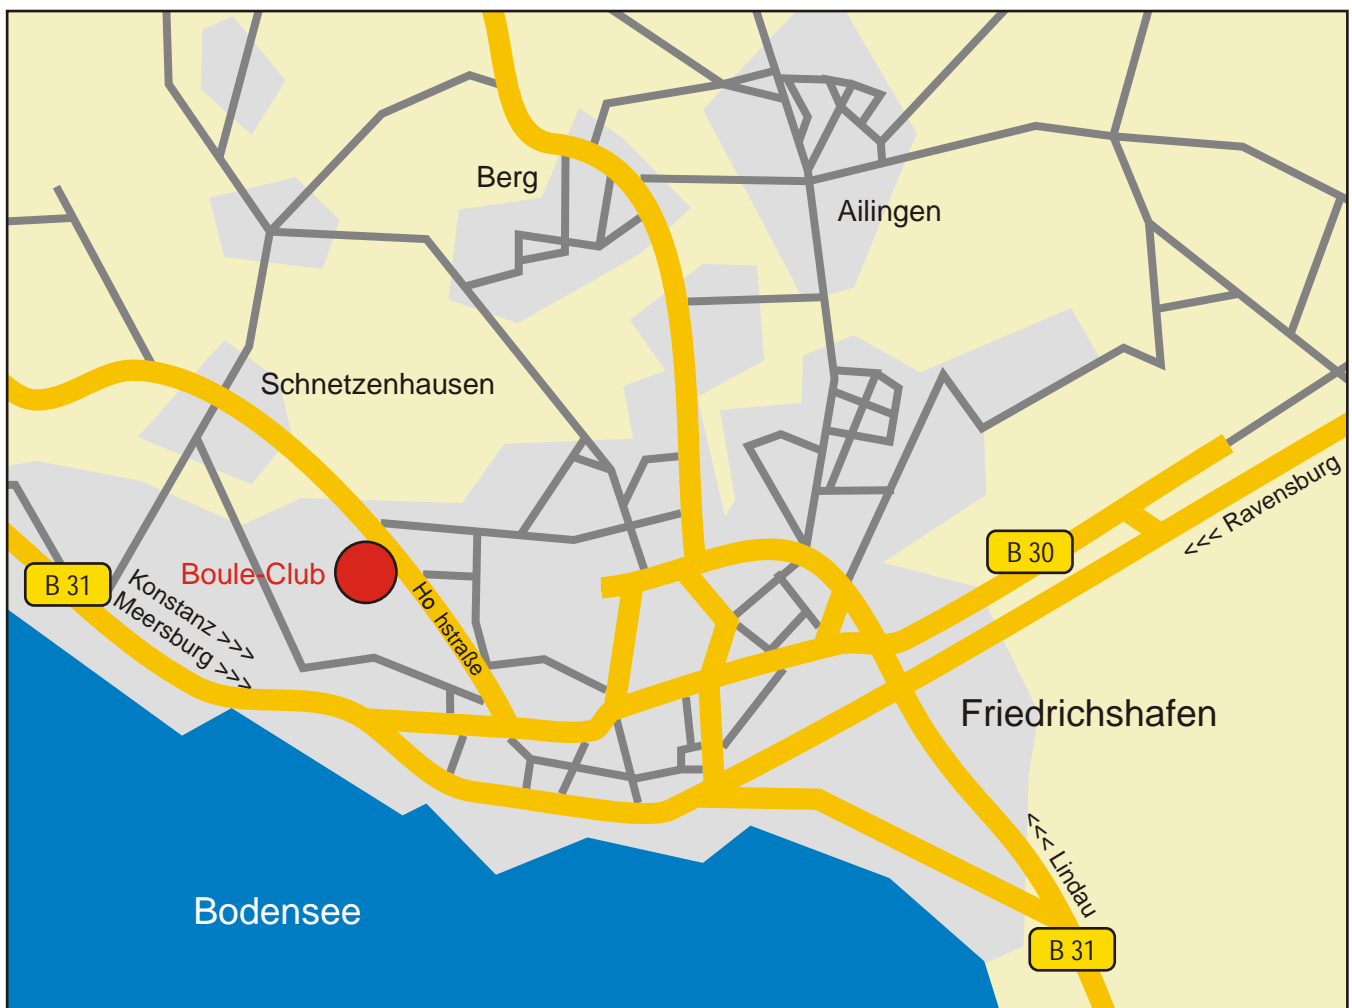 Berg
Ailingen
Schnetzenhausen
<<< Ravensburg
B 30
Boule-Club
B 31
Konstanz >>>
Meersburg >>>
Ho hstraße
Friedrichshafen
<<< Lindau
Bodensee
B 31